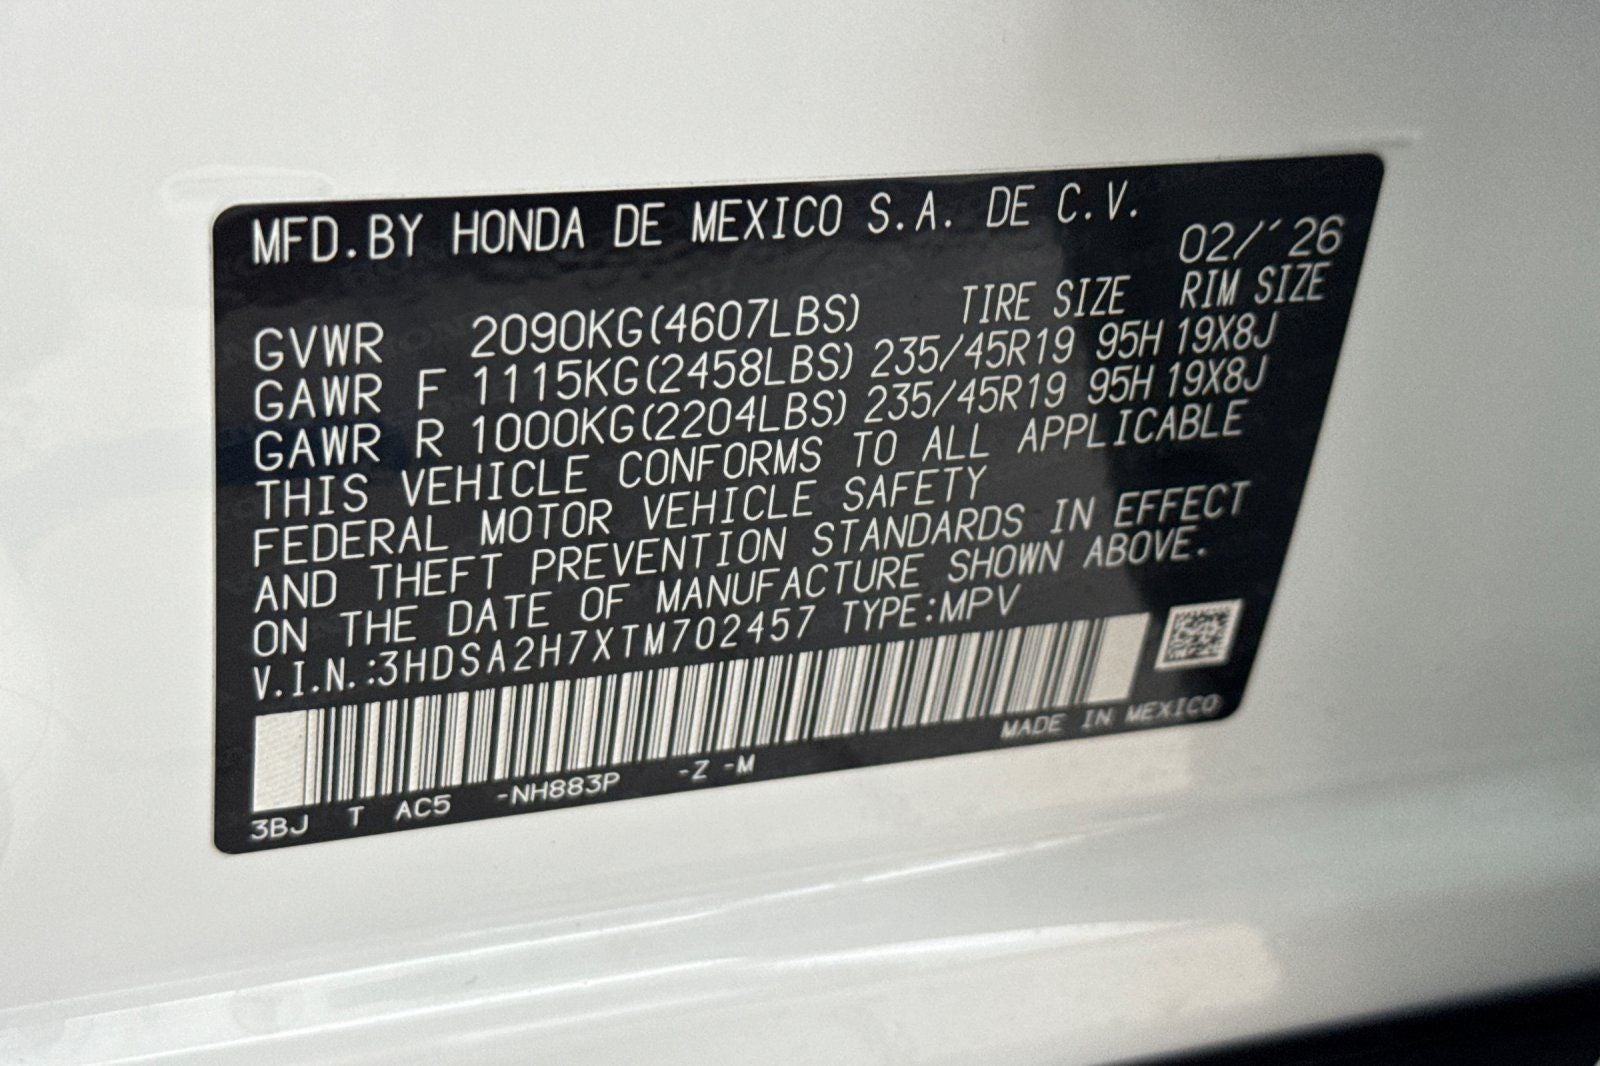 MFD.BY HONDA DE MEXICO S.A. DE C.V.
02/'26
TIRE SIZE RIM SIZE
GVWR 2090KG(4607LBS)
GAWR F 1115KG(2458LBS) 235/45R19 95H 19X8J
GAWR R 1000KG(2204LBS) 235/45R19 95H 19X8J
THIS VEHICLE CONFORMS TO ALL APPLICABLE
FEDERAL MOTOR VEHICLE SAFETY
AND THEFT PREVENTION STANDARDS IN EFFECT
ON THE DATE OF MANUFACTURE SHOWN ABOVE.
V.I.N.:3HDSA2H7XTM702457 TYPE:MPV
MADE IN MEXICO
3BJ T AC5 -NH883P -Z -M